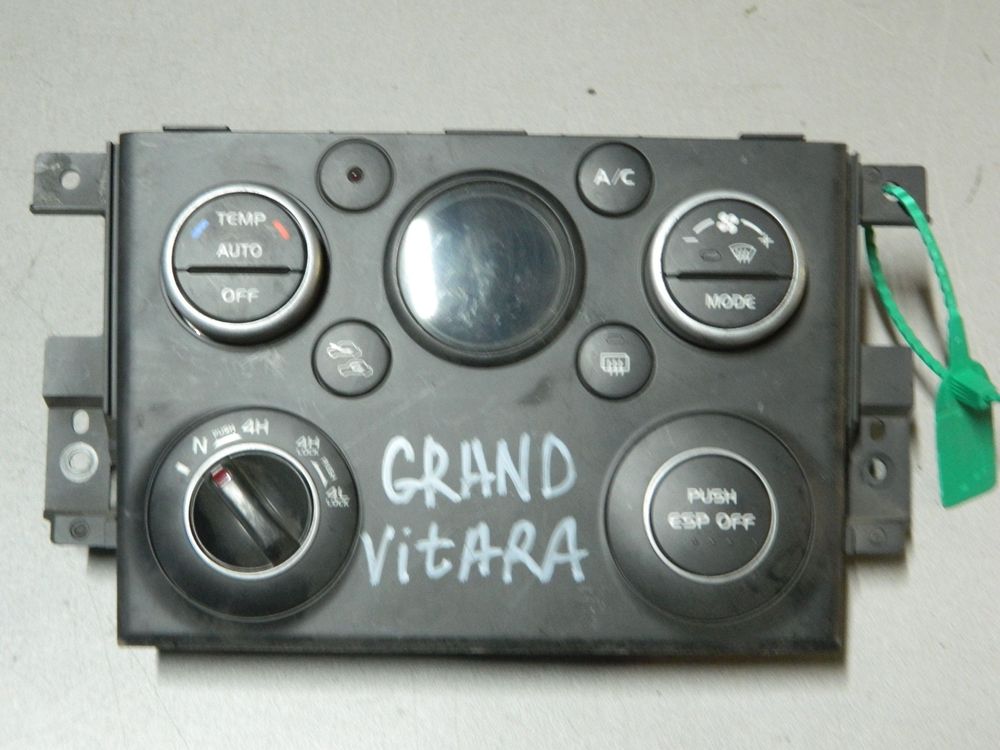 TEMP
AUTO
OFF
A/C
MODE
N PUSH 4H
4H
LOCK
4L
LOCK
GRAND
VitARA
PUSH
ESP OFF